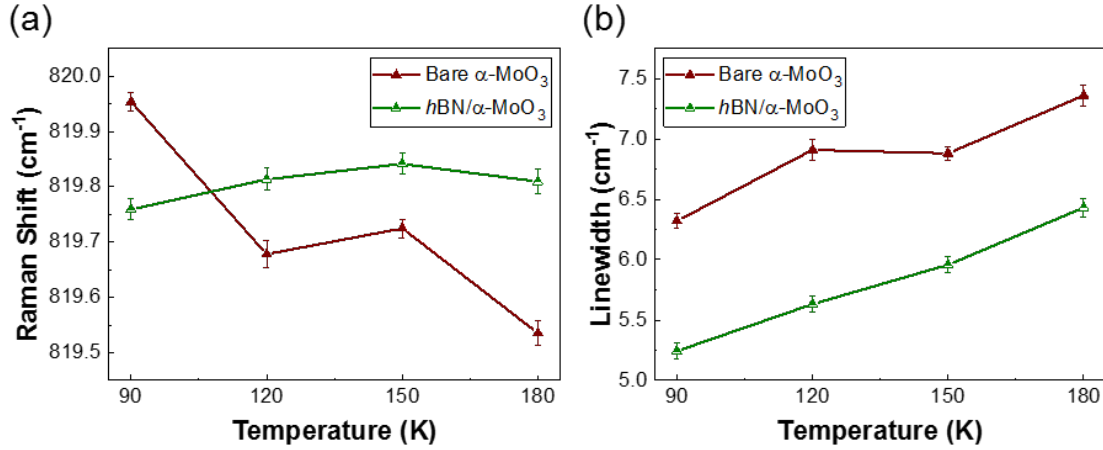 (a)
Bare α-MoO₃
hBN/α-MoO₃
Raman Shift (cm⁻¹)
820.0
819.9
819.8
819.7
819.6
819.5
90
120
150
180
Temperature (K)
(b)
Bare α-MoO₃
hBN/α-MoO₃
Linewidth (cm⁻¹)
7.5
7.0
6.5
6.0
5.5
5.0
90
120
150
180
Temperature (K)